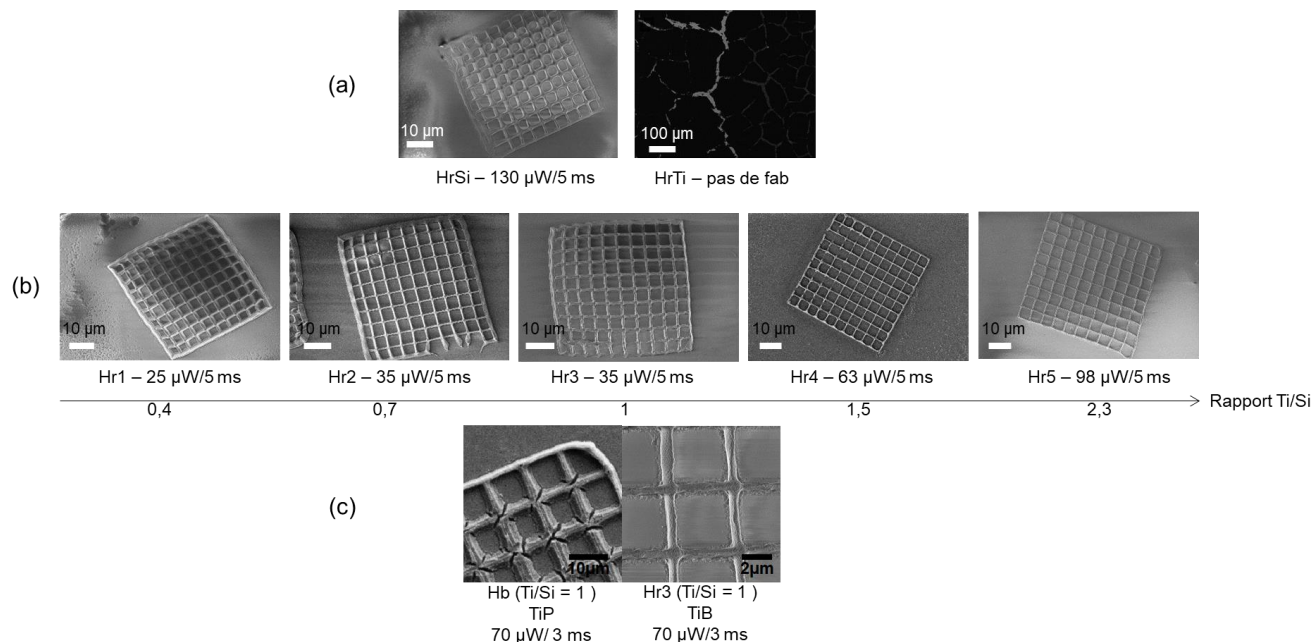 (a)
10 µm
100 µm
HrSi – 130 µW/5 ms
HrTi – pas de fab
(b)
10 µm
10 µm
10 µm
10 µm
10 µm
Hr1 – 25 µW/5 ms
Hr2 – 35 µW/5 ms
Hr3 – 35 µW/5 ms
Hr4 – 63 µW/5 ms
Hr5 – 98 µW/5 ms
0,4
0,7
1
1,5
2,3
Rapport Ti/Si
(c)
10µm
2µm
Hb (Ti/Si = 1 )
TiP
70 µW/ 3 ms
Hr3 (Ti/Si = 1 )
TiB
70 µW/3 ms